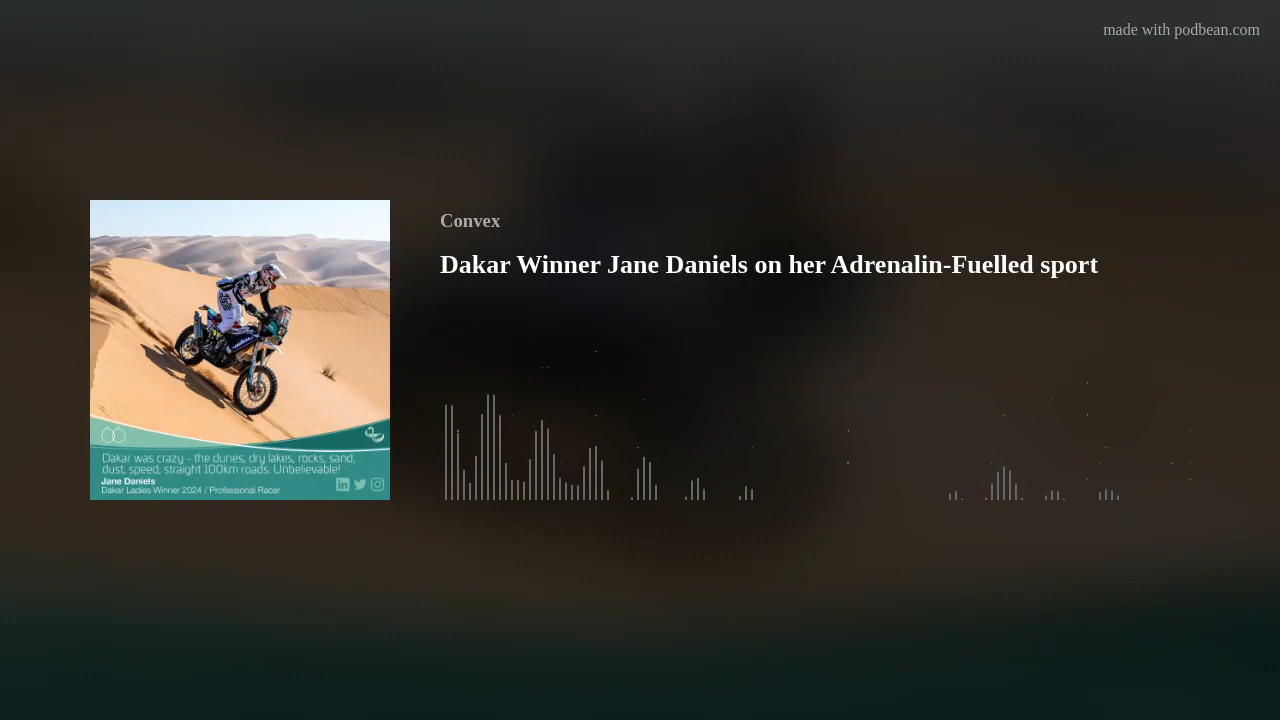 made with podbean.com
Convex
Dakar Winner Jane Daniels on her Adrenalin-Fuelled sport
Dakar was crazy - the dunes, dry lakes, rocks, sand,
dust, speed, straight 100km roads. Unbelievable!
Jane Daniels
Dakar Ladies Winner 2024 / Professional Racer